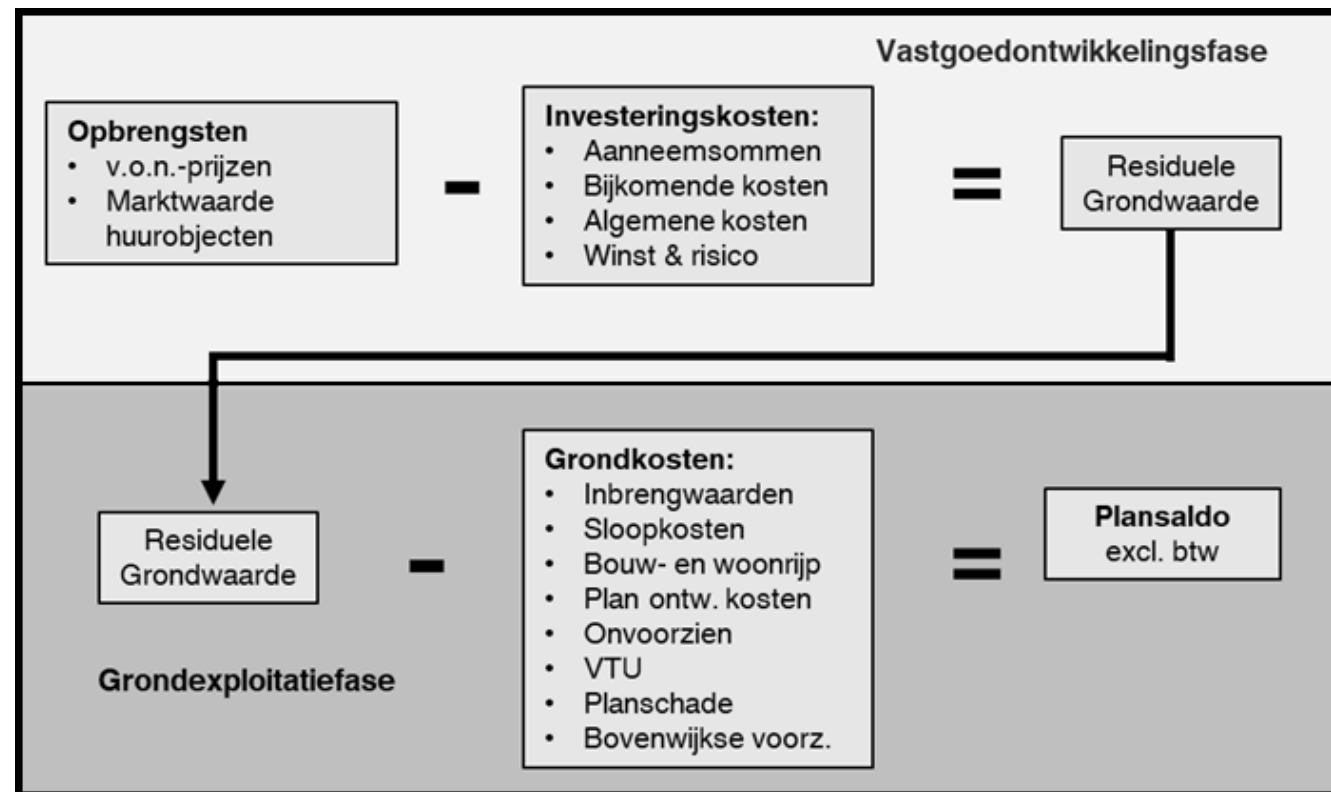 Vastgoedontwikkelingsfase
Opbrengsten
• v.o.n.-prijzen
• Marktwaarde
huurobjecten
-
Investeringskosten:
• Aanneemsommen
• Bijkomende kosten
• Algemene kosten
• Winst & risico
=
Residuele
Grondwaarde
Residuele
Grondwaarde
-
Grondkosten:
• Inbrengwaarden
• Sloopkosten
• Bouw- en woonrijp
• Plan ontw. kosten
• Onvoorzien
• VTU
• Planschade
• Bovenwijkse voorz.
=
Plansaldo
excl. btw
Grondexploitatiefase